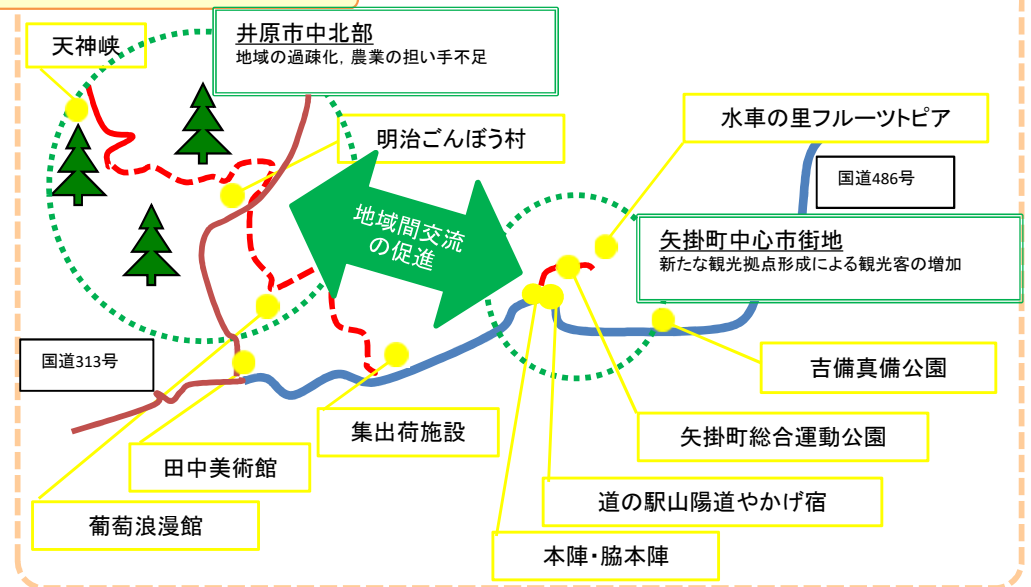 井原市中北部
地域の過疎化，農業の担い手不足
天神峡
明治ごんぼう村
水車の里フルーツトピア
国道486号
地域間交流
の促進
矢掛町中心市街地
新たな観光拠点形成による観光客の増加
国道313号
吉備真備公園
集出荷施設
矢掛町総合運動公園
田中美術館
道の駅山陽道やかげ宿
葡萄浪漫館
本陣・脇本陣